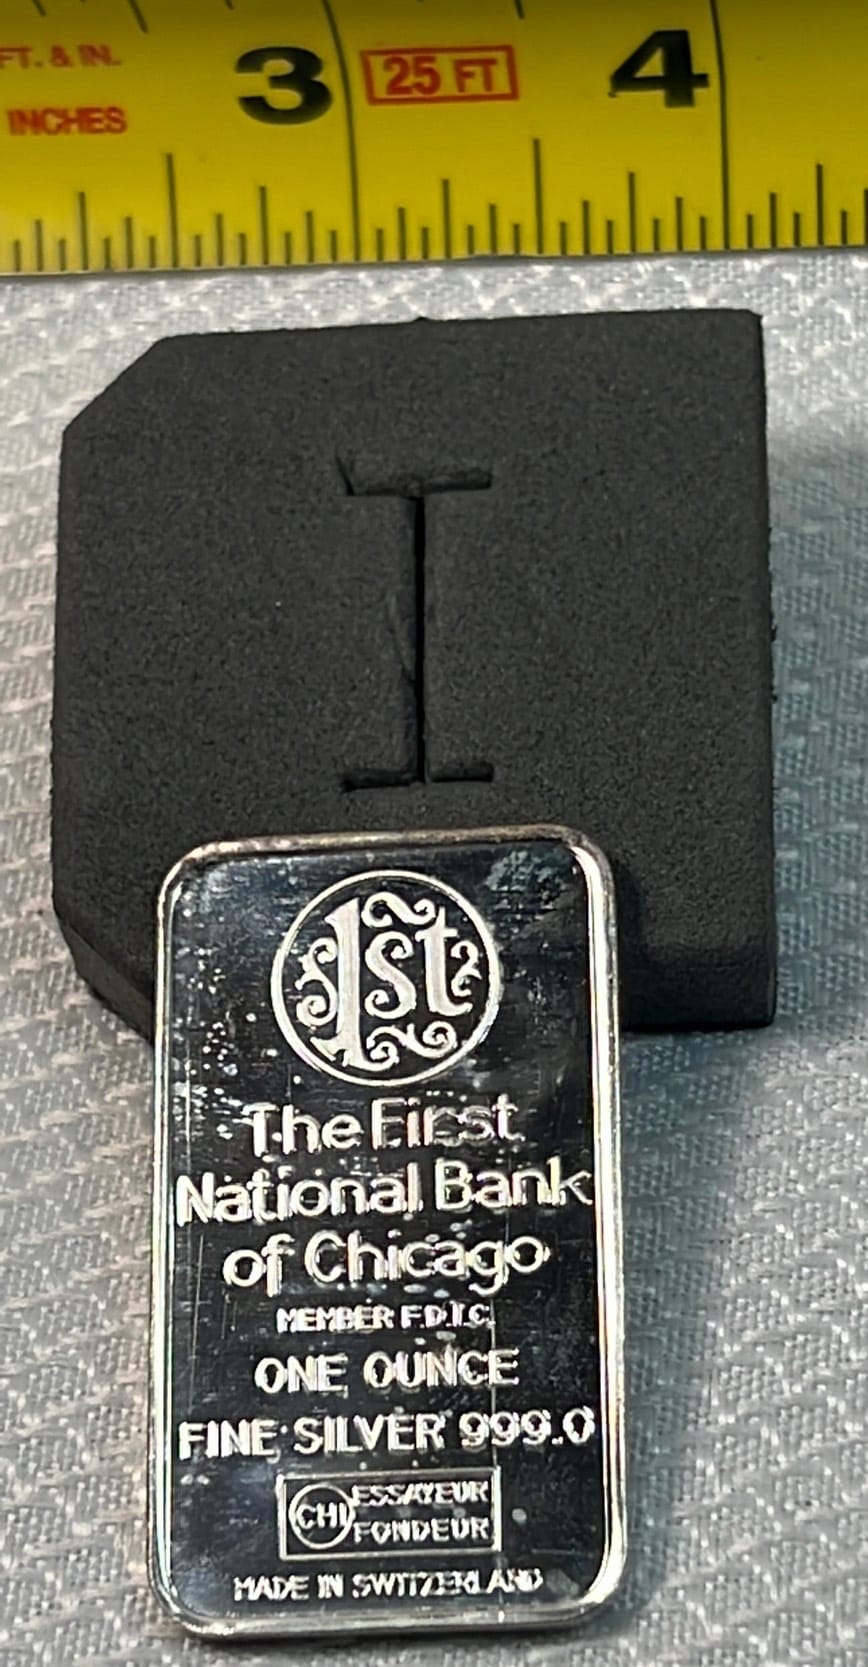 FT. & IN.
INCHES
3
25 FT
4
1st
The First
National Bank
of Chicago
MEMBER F.D.I.C.
ONE OUNCE
FINE SILVER 999.0
CHI
ESSAYEUR
FONDEUR
MADE IN SWITZERLAND